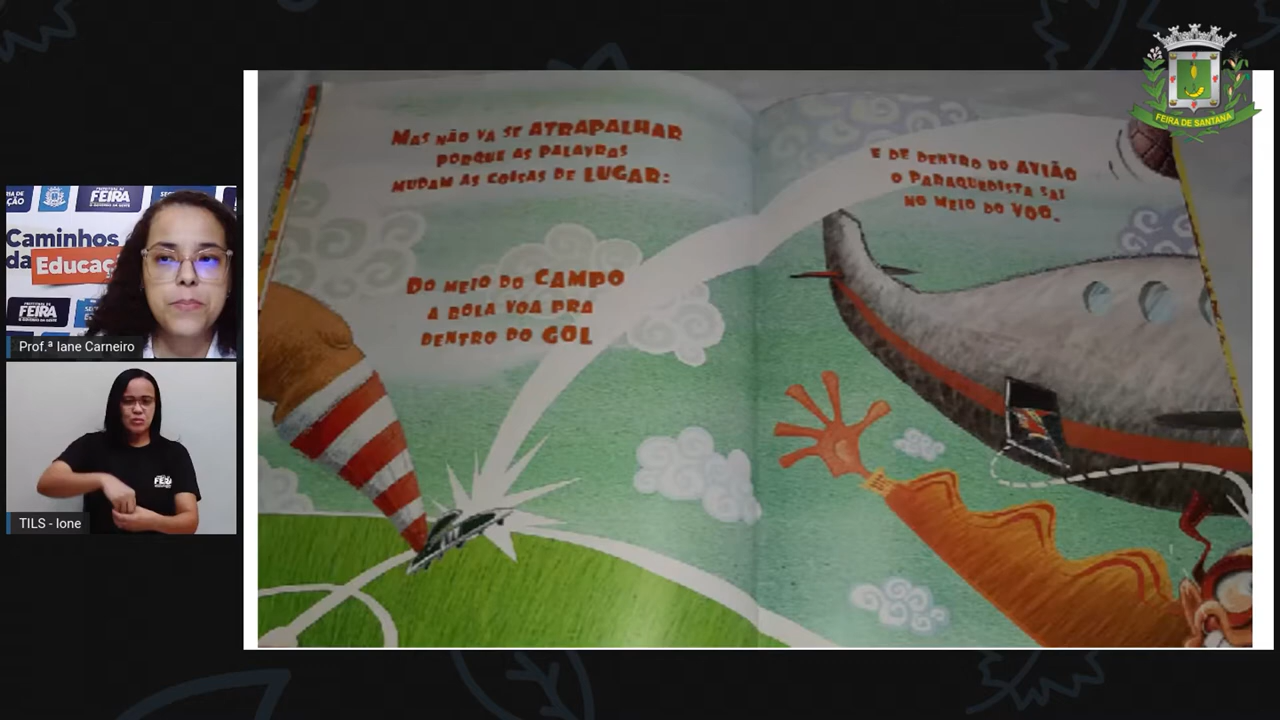 MAS NÃO VA SE ATRAPALHAR
PORQUE AS PALAVRAS
MUDAM AS COISAS DE LUGAR:
DO MEIO DO CAMPO
A BOLA VOA PRA
DENTRO DO GOL
E DE DENTRO DO AVIÃO
O PARAQUEDISTA SAI
NO MEIO DO VOO.
FEIRA DE SANTANA
FEIRA
Caminhos
da Educaç
FEIRA
Prof.ª Iane Carneiro
TILS - Ione